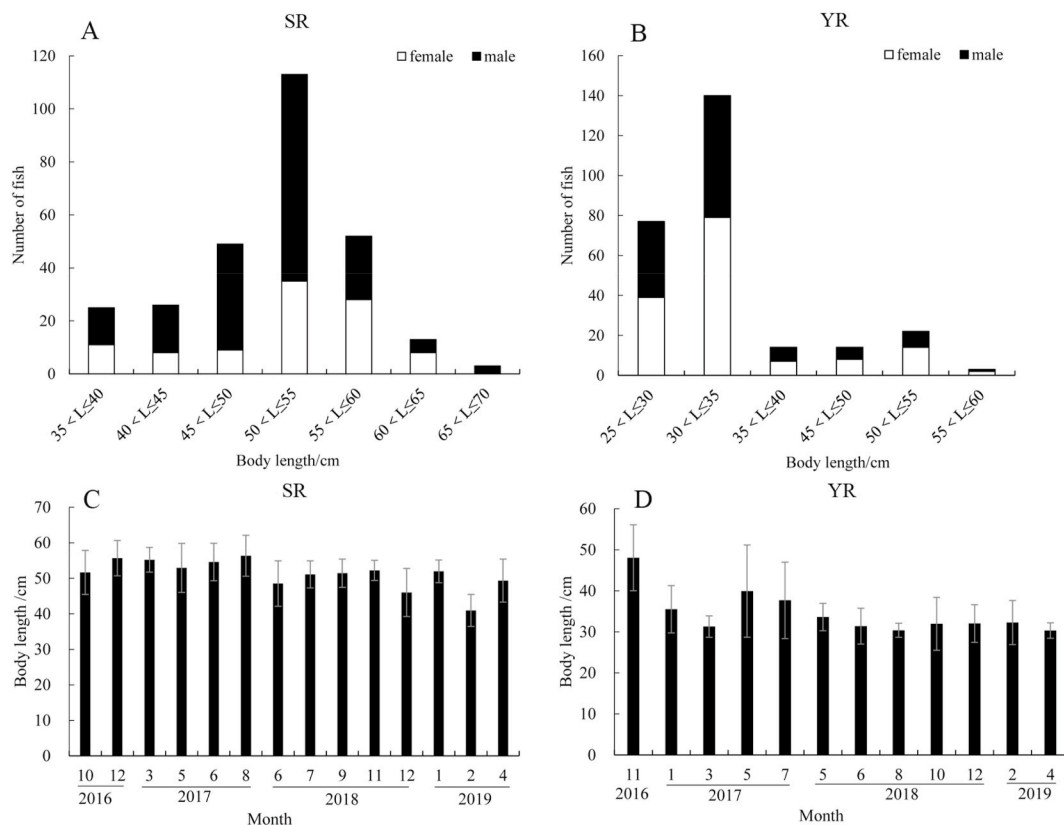 A
SR
female male
120
100
80
60
40
20
0
Number of fish
35 < L≤40
40 < L≤45
45 < L≤50
50 < L≤55
55 < L≤60
60 < L≤65
65 < L≤70
Body length/cm
B
YR
female male
160
140
120
100
80
60
40
20
0
Number of fish
25 < L≤30
30 < L≤35
35 < L≤40
45 < L≤50
50 < L≤55
55 < L≤60
Body length/cm
C
SR
70
60
50
40
30
20
10
0
Body length /cm
10 12 3 5 6 8 6 7 9 11 12 1 2 4
2016 2017 2018 2019
Month
D
YR
60
50
40
30
20
10
0
Body length/cm
11 1 3 5 7 5 6 8 10 12 2 4
2016 2017 2018 2019
Month